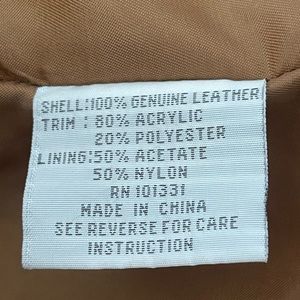 SHELL:100% GENUINE LEATHER
TRIM : 80% ACRYLIC
20% POLYESTER
LINING:50% ACETATE
50% NYLON
RN 101331
MADE IN CHINA
SEE REVERSE FOR CARE
INSTRUCTION